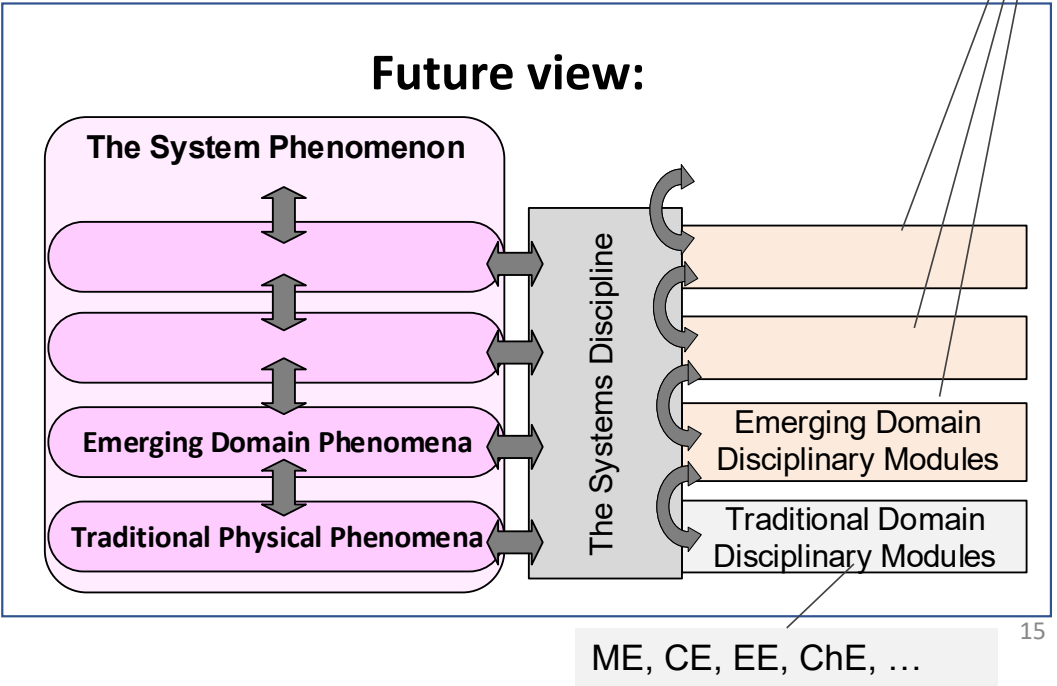 Future view:
The System Phenomenon
Emerging Domain Phenomena
Traditional Physical Phenomena
The Systems Discipline
Emerging Domain
Disciplinary Modules
Traditional Domain
Disciplinary Modules
ME, CE, EE, ChE, …
15